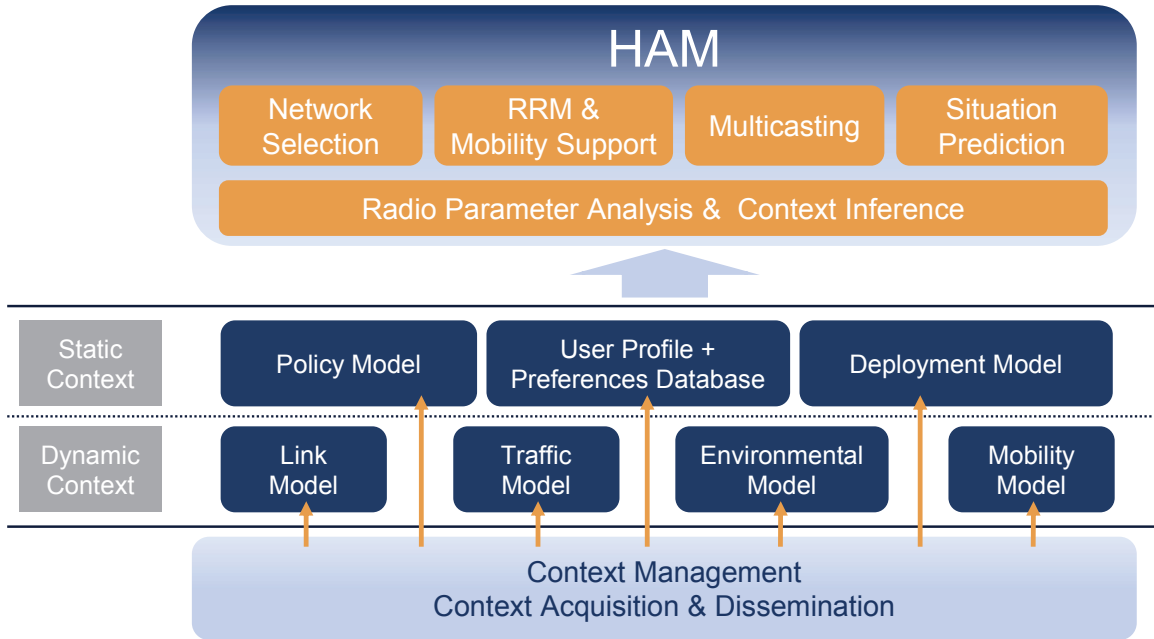 HAM
Network
Selection
RRM &
Mobility Support
Multicasting
Situation
Prediction
Radio Parameter Analysis & Context Inference
Static
Context
Policy Model
User Profile +
Preferences Database
Deployment Model
Dynamic
Context
Link
Model
Traffic
Model
Environmental
Model
Mobility
Model
Context Management
Context Acquisition & Dissemination